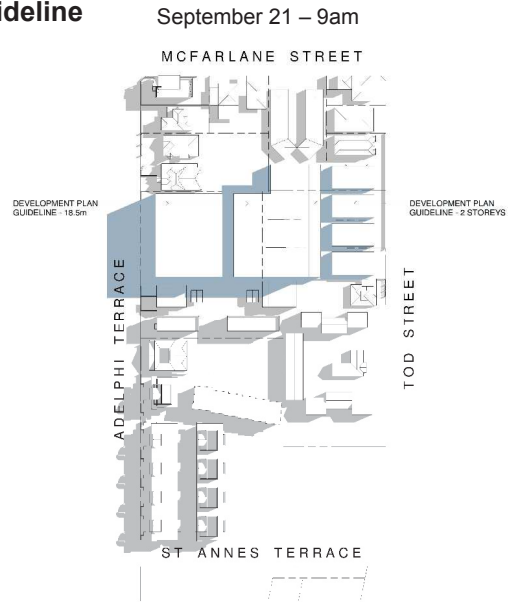 ideline
September 21 – 9am
MCFARLANE STREET
DEVELOPMENT PLAN
GUIDELINE - 18.5m
DEVELOPMENT PLAN
GUIDELINE - 2 STOREYS
ADELPHI TERRACE
TOD STREET
ST ANNES TERRACE